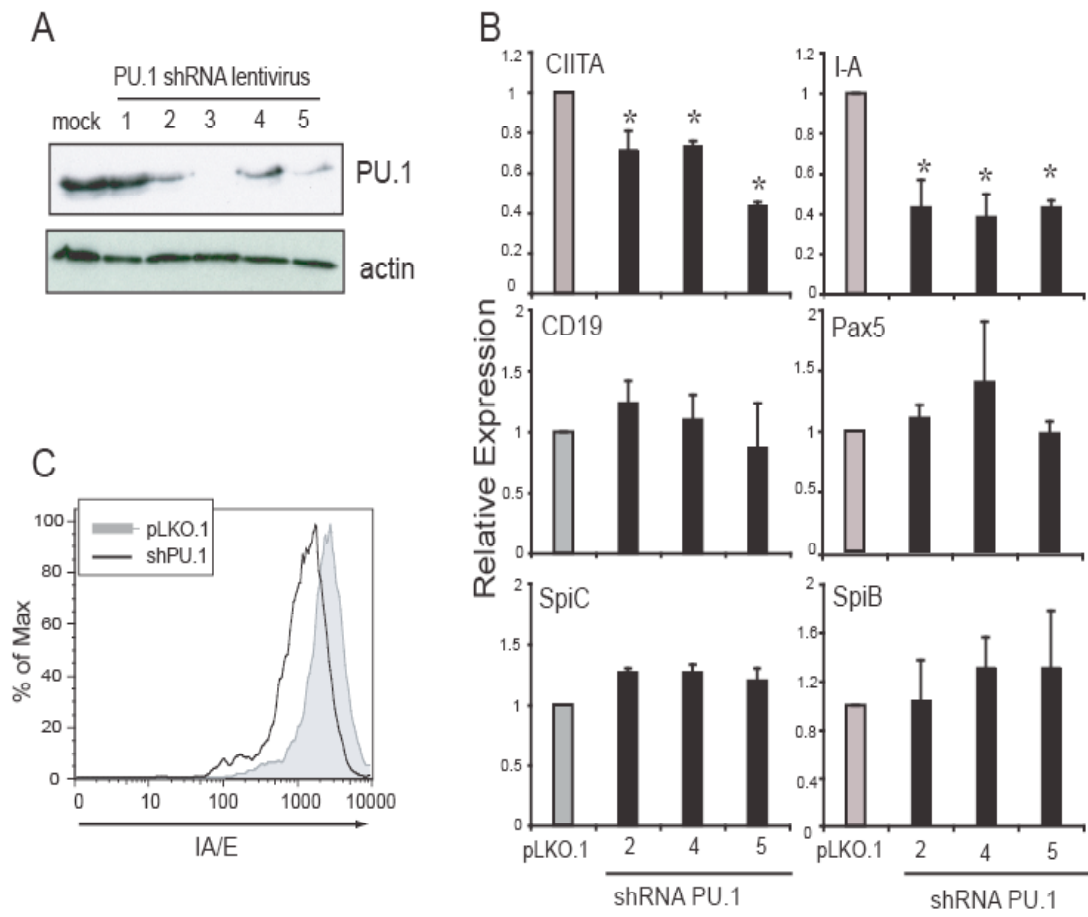 A
PU.1 shRNA lentivirus
mock 1 2 3 4 5
PU.1
actin
B
Relative Expression
CIITA
1.2
1
0.8
0.6
0.4
0.2
0
* * *
I-A
1.2
1
0.8
0.6
0.4
0.2
0
* * *
CD19
2
1.5
1
0.5
0
Pax5
2
1.5
1
0.5
0
SpiC
2
1.5
1
0.5
0
pLKO.1 2 4 5
shRNA PU.1
SpiB
2
1.6
1.2
0.8
1.2
0.4
0
pLKO.1 2 4 5
shRNA PU.1
C
pLKO.1
shPU.1
% of Max
100
80
60
40
20
0
0 10 100 1000 10000
IA/E